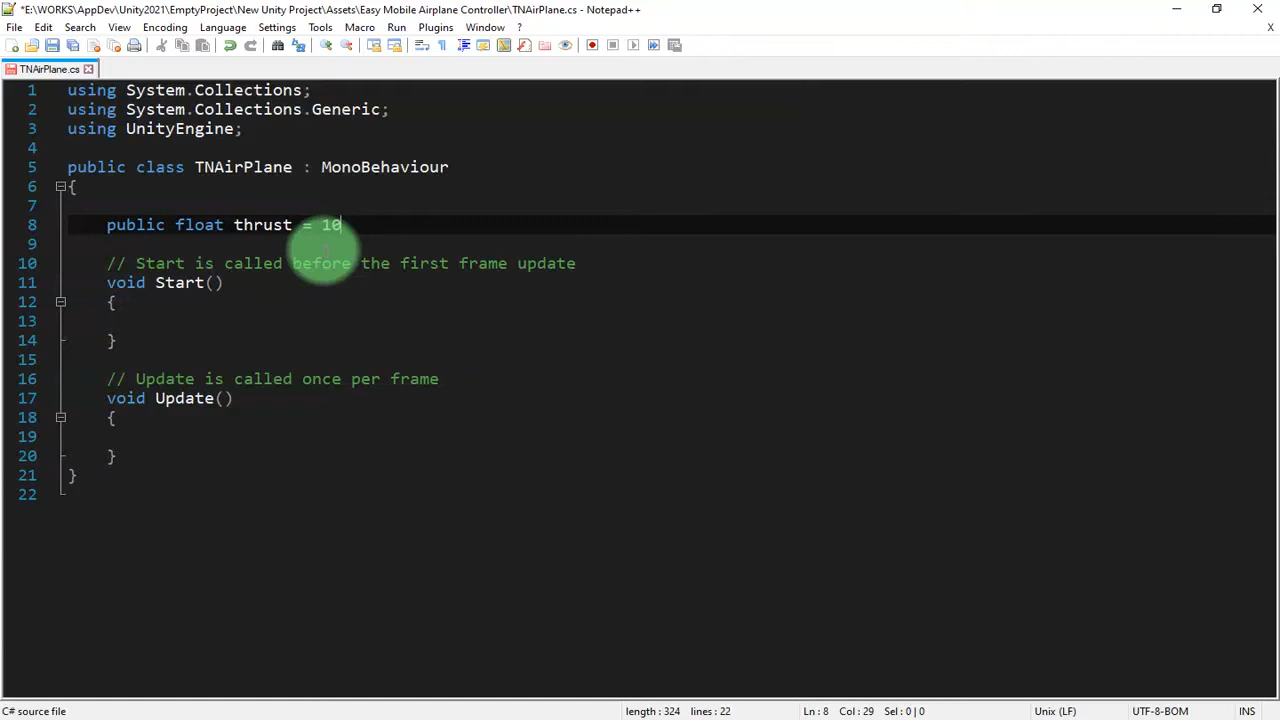 *E:\WORKS\AppDev\Unity2021\EmptyProject\New Unity Project\Assets\Easy Mobile Airplane Controller\TNAirPlane.cs - Notepad++
File Edit Search View Encoding Language Settings Tools Macro Run Plugins Window ? X
TNAirPlane.cs
1 using System.Collections;
2 using System.Collections.Generic;
3 using UnityEngine;
4
5 public class TNAirPlane : MonoBehaviour
6 {
7
8 public float thrust = 10
9
10 // Start is called before the first frame update
11 void Start()
12 {
13
14 }
15
16 // Update is called once per frame
17 void Update()
18 {
19
20 }
21 }
22
C# source file length : 324 lines : 22 Ln : 8 Col : 29 Sel : 0 | 0 Unix (LF) UTF-8-BOM INS